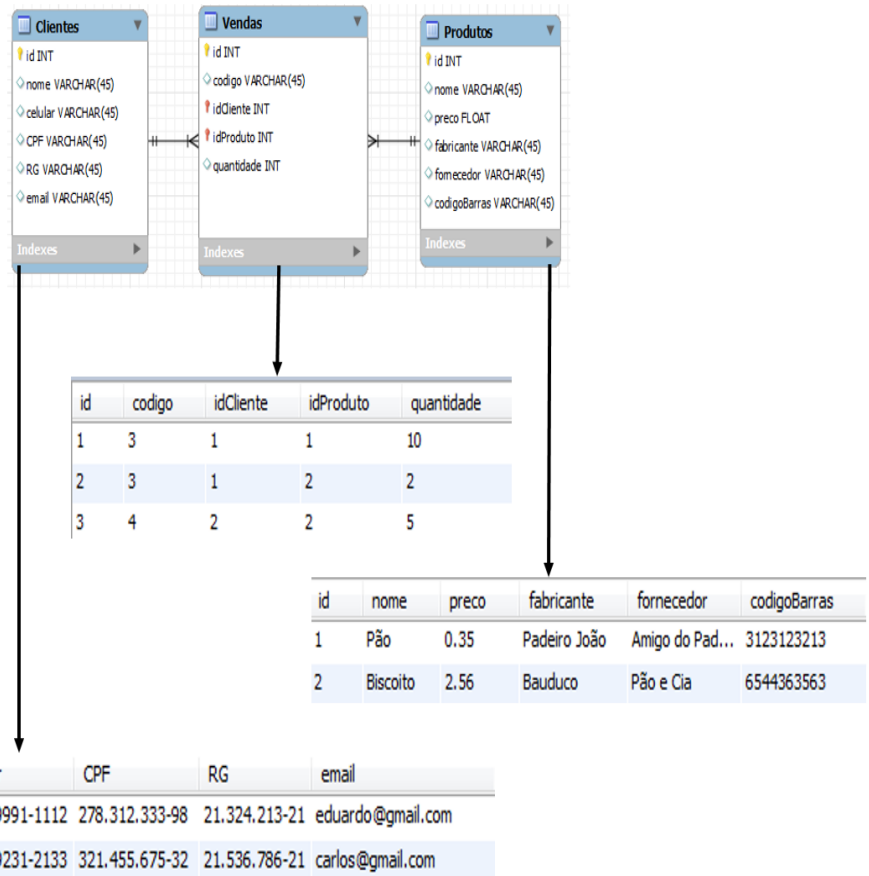 Clientes
id INT
nome VARCHAR(45)
celular VARCHAR(45)
CPF VARCHAR(45)
RG VARCHAR(45)
email VARCHAR(45)
Indexes
Vendas
id INT
codigo VARCHAR(45)
idCliente INT
idProduto INT
quantidade INT
Indexes
Produtos
id INT
nome VARCHAR(45)
preco FLOAT
fabricante VARCHAR(45)
fornecedor VARCHAR(45)
codigoBarras VARCHAR(45)
Indexes
id codigo idCliente idProduto quantidade
1 3 1 1 10
2 3 1 2 2
3 4 2 2 5
id nome preco fabricante fornecedor codigoBarras
1 Pão 0.35 Padeiro João Amigo do Pad... 3123123213
2 Biscoito 2.56 Bauduco Pão e Cia 6544363563
CPF RG email
991-1112 278.312.333-98 21.324.213-21 eduardo@gmail.com
231-2133 321.455.675-32 21.536.786-21 carlos@gmail.com